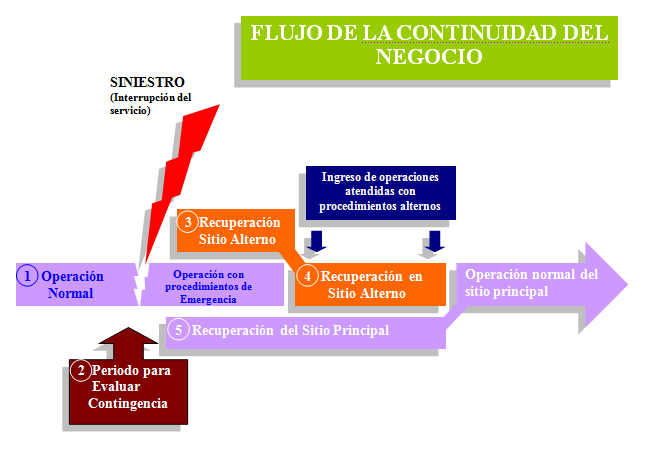 FLUJO DE LA CONTINUIDAD DEL
NEGOCIO
SINIESTRO
(Interrupción del
servicio)
Ingreso de operaciones
atendidas con
procedimientos alternos
3 Recuperación
Sitio Alterno
1 Operación
Normal
Operación con
procedimientos de
Emergencia
4 Recuperación en
Sitio Alterno
Operación normal del
sitio principal
5 Recuperación del Sitio Principal
2 Periodo para
Evaluar
Contingencia